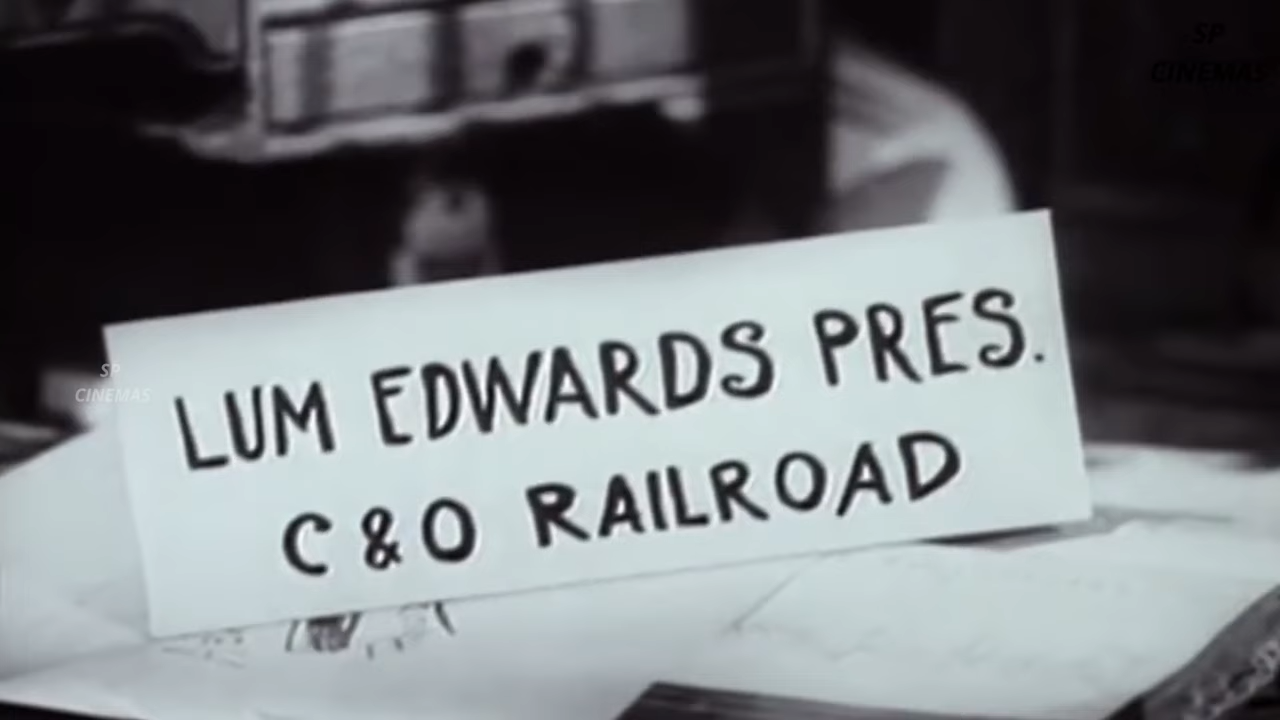 SP
CINEMAS
LUM EDWARDS PRES.
C & O RAILROAD
SP
CINEMAS